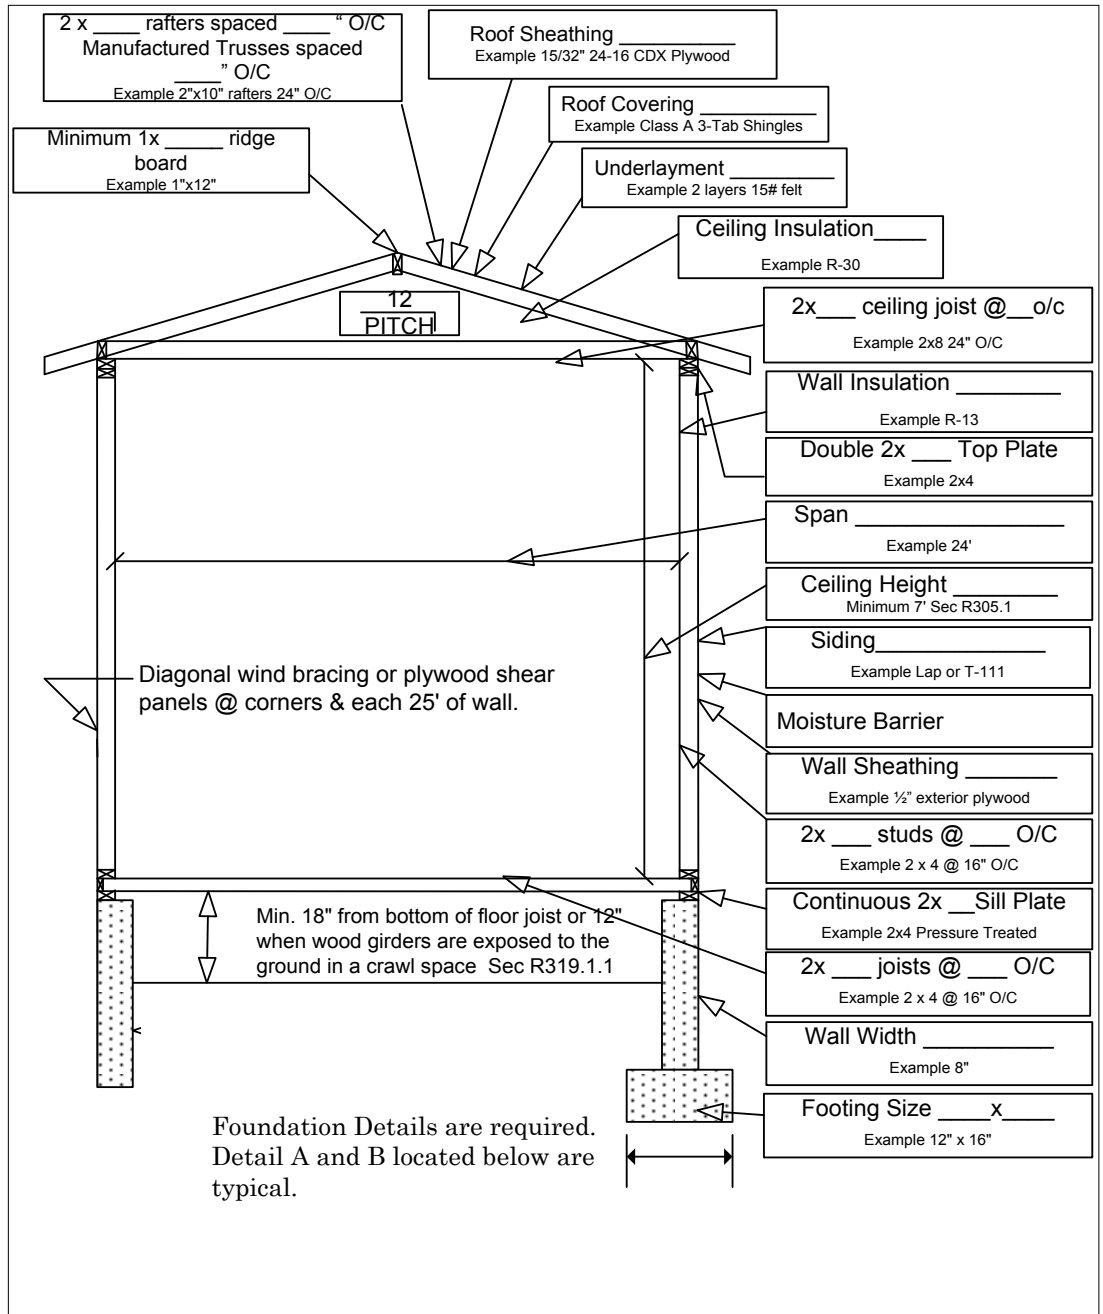 2 x ____ rafters spaced ____ “ O/C
Manufactured Trusses spaced
____” O/C
Example 2"x10" rafters 24" O/C
Roof Sheathing __________
Example 15/32" 24-16 CDX Plywood
Roof Covering __________
Example Class A 3-Tab Shingles
Minimum 1x _____ ridge
board
Example 1"x12"
Underlayment _________
Example 2 layers 15# felt
Ceiling Insulation____
Example R-30
12
PITCH
2x___ ceiling joist @__o/c
Example 2x8 24" O/C
Wall Insulation ________
Example R-13
Double 2x ___ Top Plate
Example 2x4
Span ________________
Example 24'
Ceiling Height _______
Minimum 7' Sec R305.1
Siding_____________
Example Lap or T-111
Diagonal wind bracing or plywood shear
panels @ corners & each 25' of wall.
Moisture Barrier
Wall Sheathing _______
Example ½” exterior plywood
2x ___ studs @ ___ O/C
Example 2 x 4 @ 16" O/C
Continuous 2x __Sill Plate
Example 2x4 Pressure Treated
Min. 18" from bottom of floor joist or 12"
when wood girders are exposed to the
ground in a crawl space  Sec R319.1.1
2x ___ joists @ ___ O/C
Example 2 x 4 @ 16" O/C
Wall Width __________
Example 8"
Footing Size ____x____
Example 12" x 16"
Foundation Details are required.
Detail A and B located below are
typical.